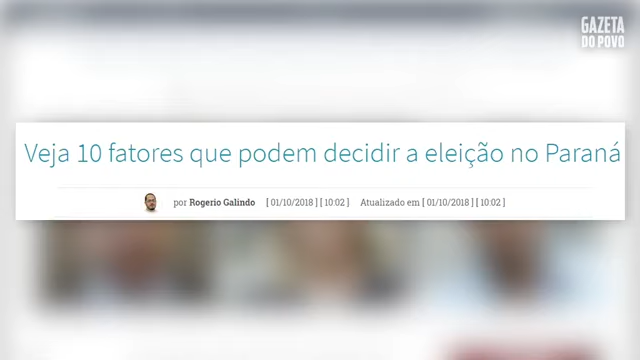 GAZETA
DO POVO
Veja 10 fatores que podem decidir a eleição no Paraná
por Rogerio Galindo [ 01/10/2018 ] [ 10:02 ] Atualizado em [ 01/10/2018 ] [ 10:02 ]